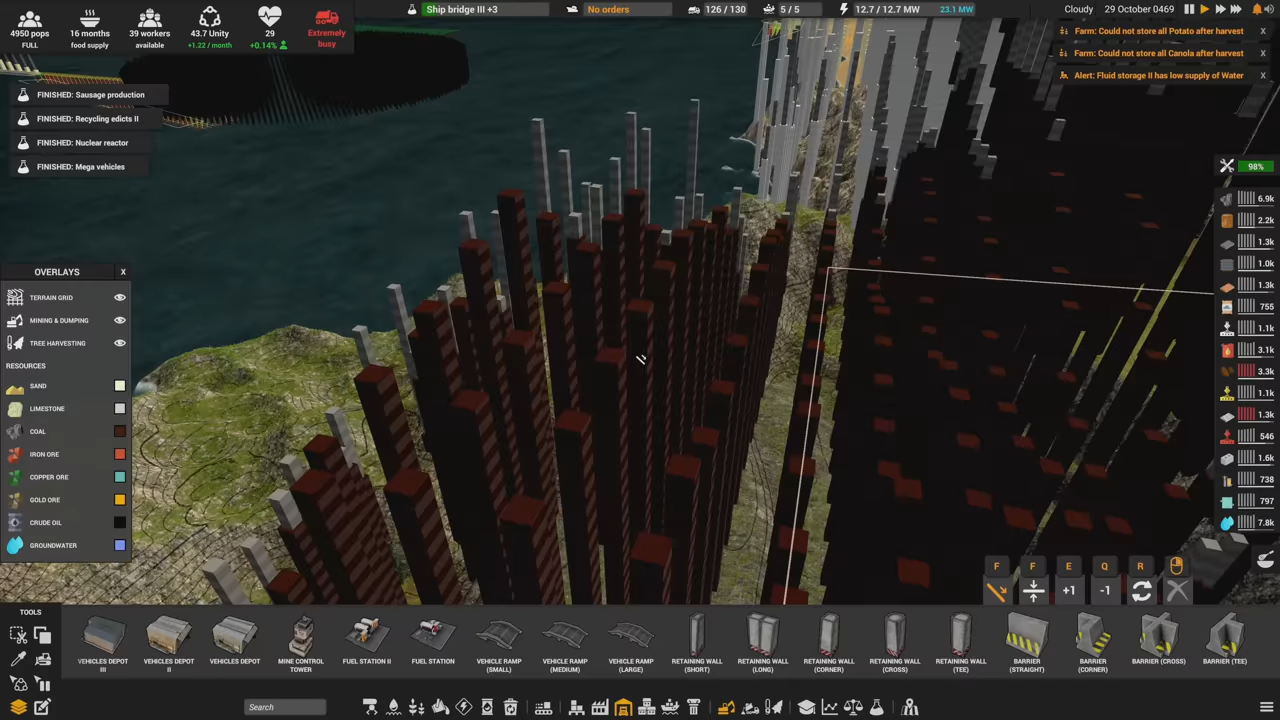 4950 pops
FULL
16 months
food supply
39 workers
available
43.7 Unity
+1.22 / month
29
+0.14%
Extremely
busy
Ship bridge III +3
No orders
126 / 130
5 / 5
12.7 / 12.7 MW
23.1 MW
Cloudy
29 October 0469
Farm: Could not store all Potato after harvest
X
Farm: Could not store all Canola after harvest
X
Alert: Fluid storage II has low supply of Water
X
FINISHED: Sausage production
FINISHED: Recycling edicts II
FINISHED: Nuclear reactor
FINISHED: Mega vehicles
98%
6.9k
2.2k
1.3k
1.0k
1.3k
755
1.1k
3.1k
3.3k
1.1k
1.3k
546
1.6k
738
797
7.8k
OVERLAYS
X
TERRAIN GRID
MINING & DUMPING
TREE HARVESTING
RESOURCES
SAND
LIMESTONE
COAL
IRON ORE
COPPER ORE
GOLD ORE
CRUDE OIL
GROUNDWATER
F
F
E
Q
R
+1
-1
TOOLS
VEHICLES DEPOT
III
VEHICLES DEPOT
II
VEHICLES DEPOT
MINE CONTROL
TOWER
FUEL STATION II
FUEL STATION
VEHICLE RAMP
(SMALL)
VEHICLE RAMP
(MEDIUM)
VEHICLE RAMP
(LARGE)
RETAINING WALL
(SHORT)
RETAINING WALL
(LONG)
RETAINING WALL
(CORNER)
RETAINING WALL
(CROSS)
RETAINING WALL
(TEE)
BARRIER
(STRAIGHT)
BARRIER
(CORNER)
BARRIER (CROSS)
BARRIER (TEE)
Search